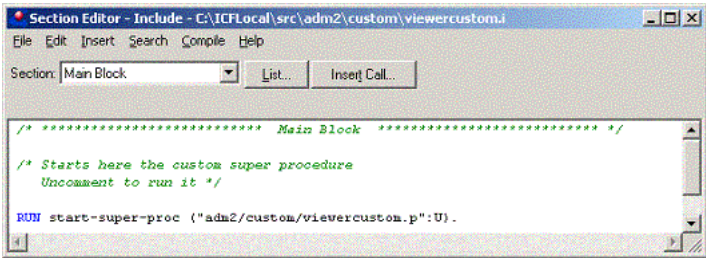 Section Editor - Include - C:\ICFLocal\src\adm2\custom\viewercustom.i
File Edit Insert Search Compile Help
Section: Main Block List... Insert Call...
/* *************************** Main Block *************************** */
/* Starts here the custom super procedure
Uncomment to run it */
RUN start-super-proc ("adm2/custom/viewercustom.p":U).